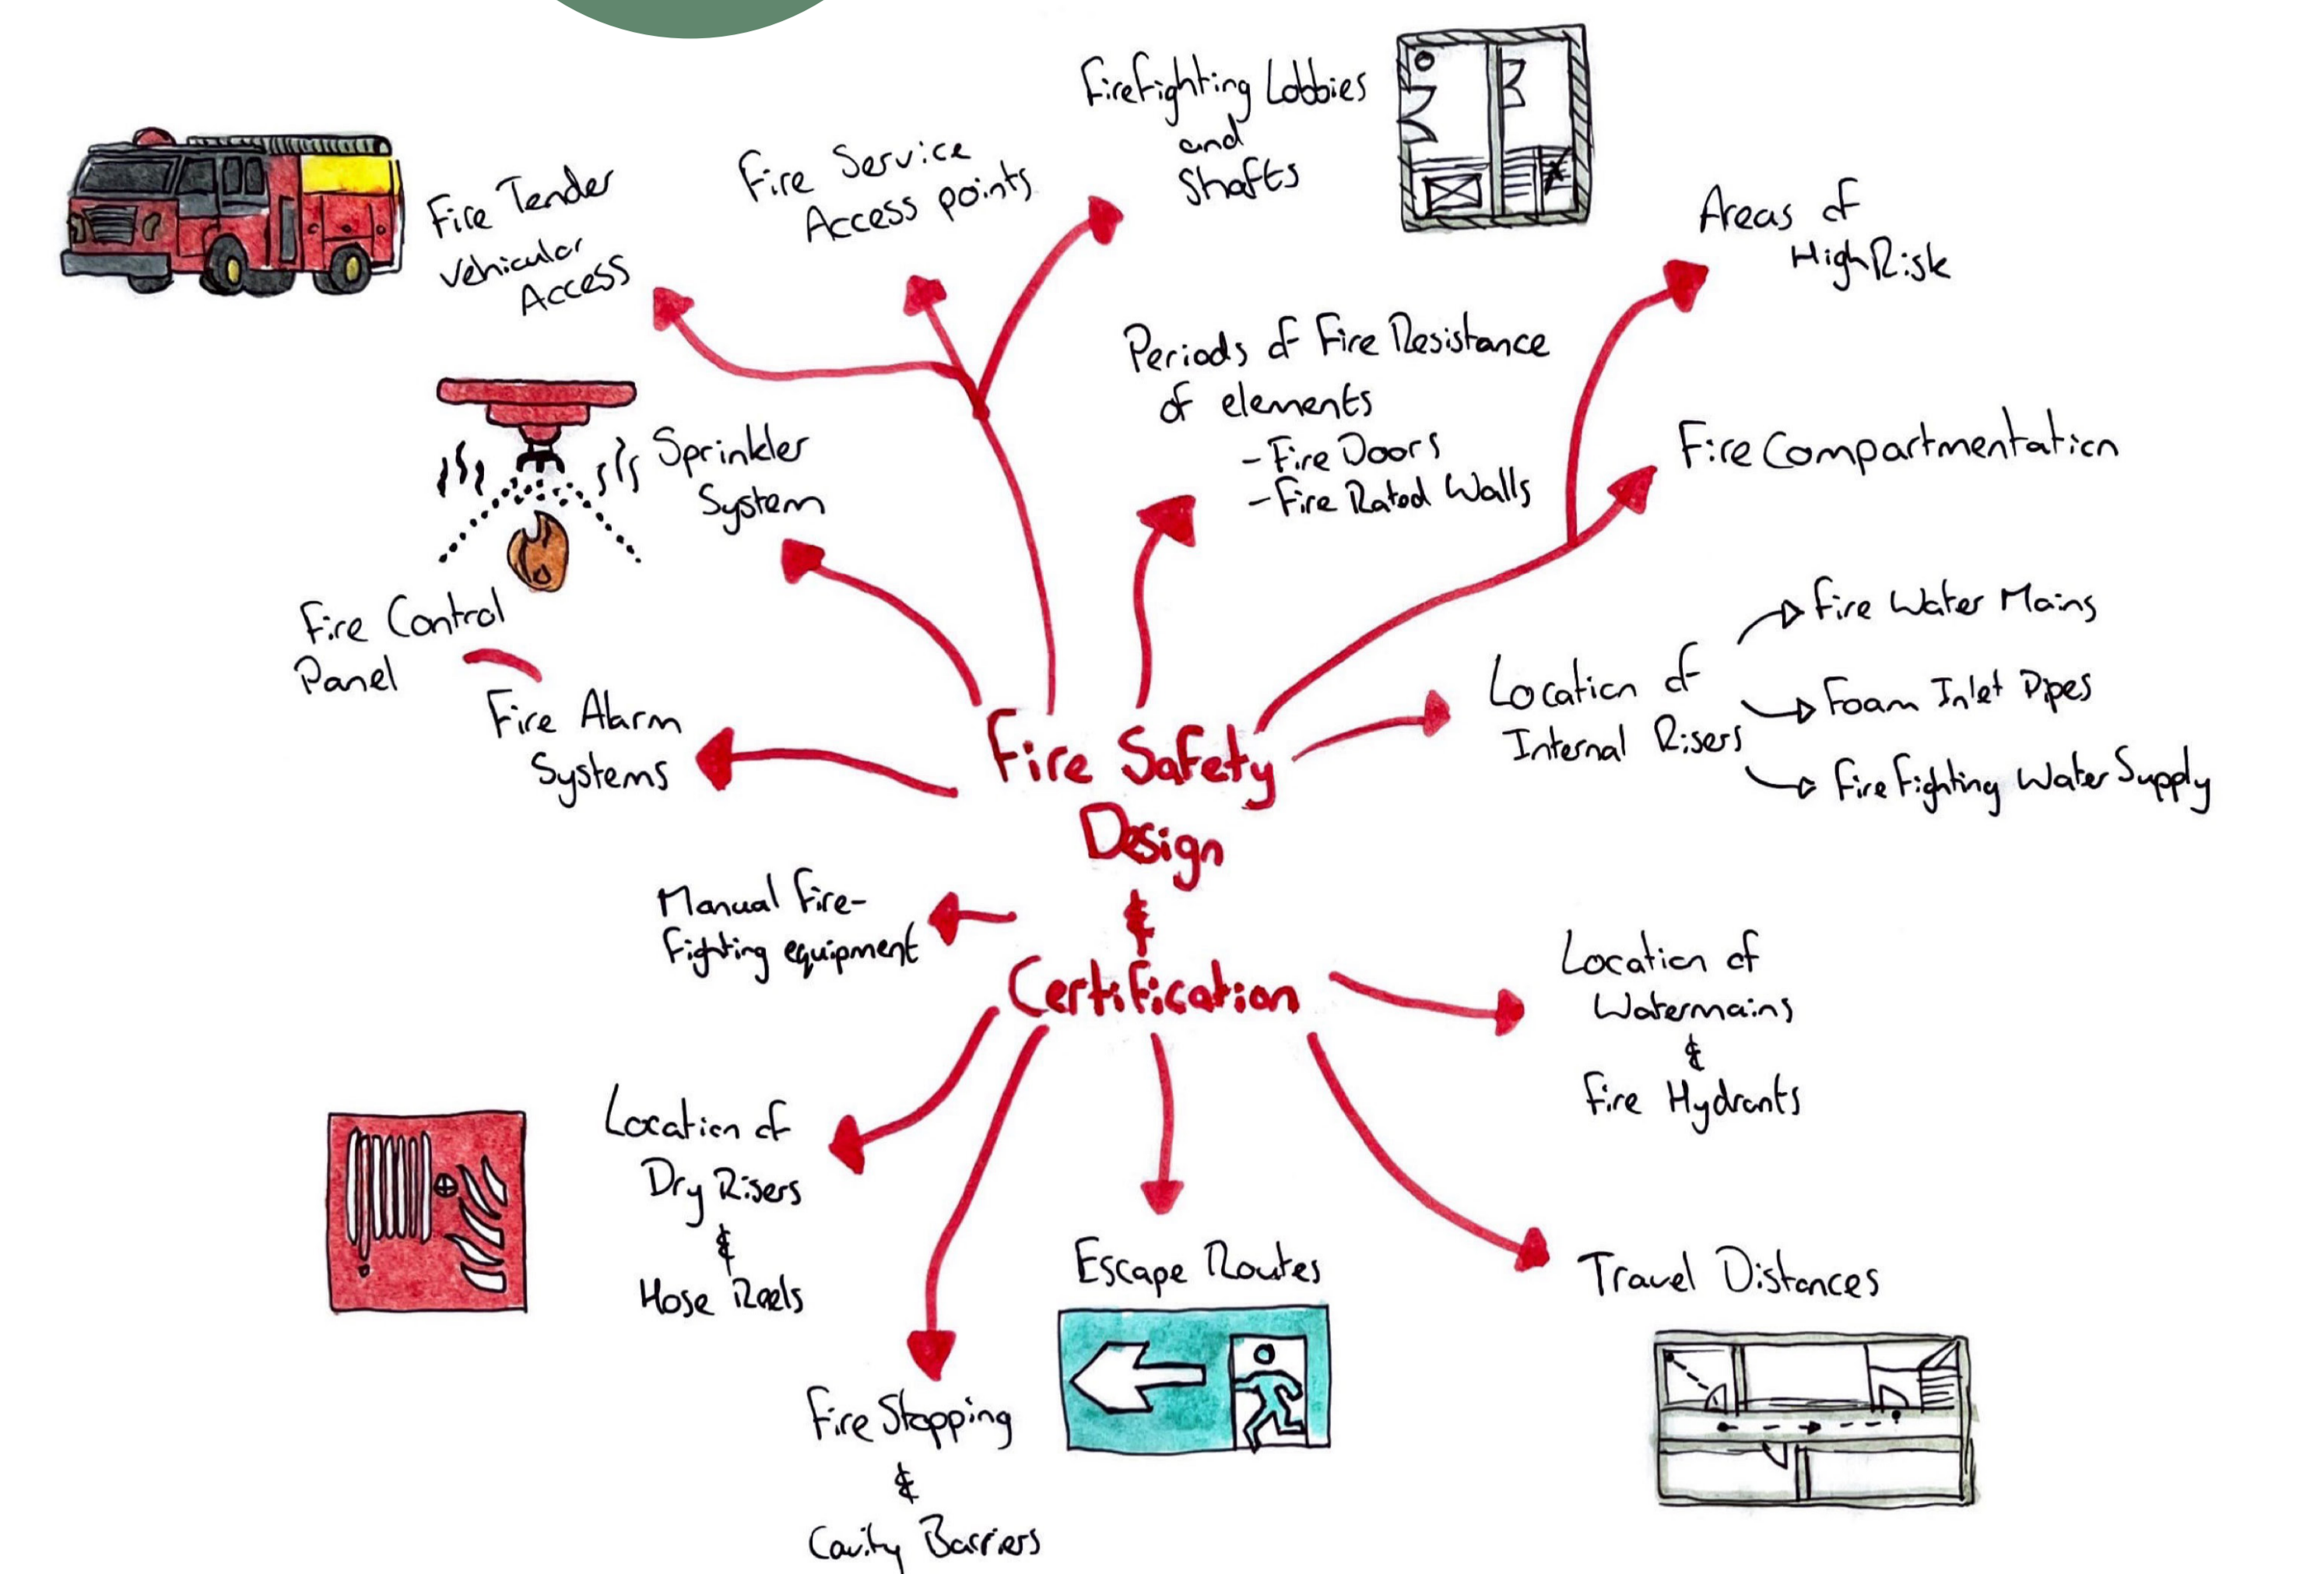 Firefighting Lobbies
and
Shafts
Fire Service
Access points
Fire Tender
Vehicular
Access
Areas of
High Risk
Periods of Fire Resistance
of elements
- Fire Doors
- Fire Rated Walls
Sprinkler
System
Fire Compartmentation
Fire Control
Panel
Fire Alarm
Systems
Location of
Internal Risers
Fire Water Mains
Foam Inlet Pipes
Fire Fighting Water Supply
Fire Safety
Design
&
Certification
Manual Fire-
Fighting equipment
Location of
Watermains
&
Fire Hydrants
Location of
Dry Risers
&
Hose Reels
Escape Routes
Travel Distances
Fire Stopping
&
Cavity Barriers